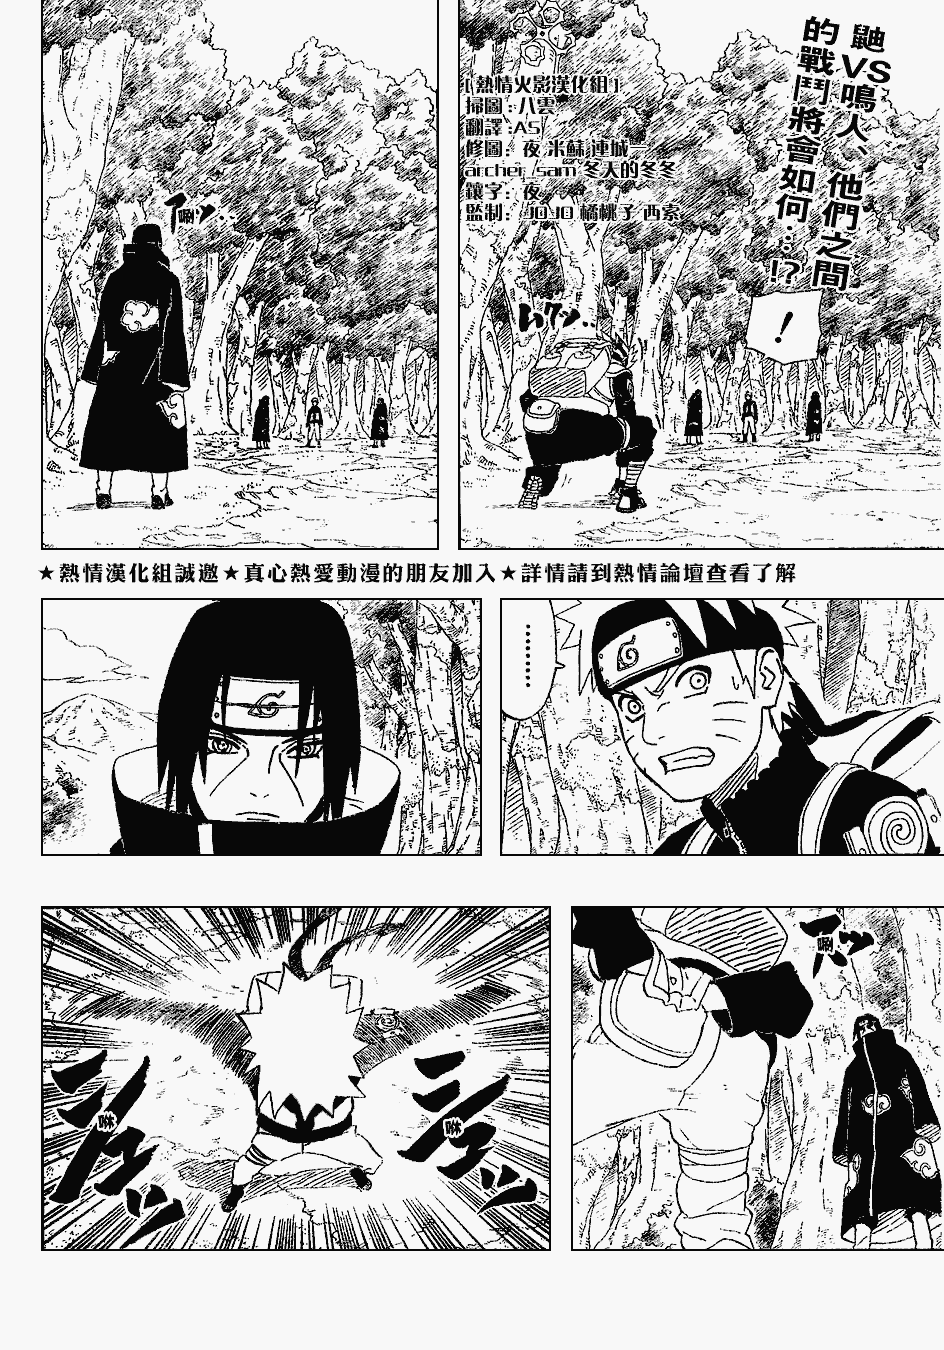 鼬VS鳴人、他們之間
的戰鬥將會如何…!?
[熱情火影漢化組]
掃圖:八雲
翻譯:AS
修圖: 夜 米蘇 連城一
archer /sam 冬天的冬冬
鑲字: 夜
監制: JOJO 橘桃子 西索
!
★熱情漢化組誠邀★真心熱愛動漫的朋友加入★詳情請到熱情論壇查看了解
………